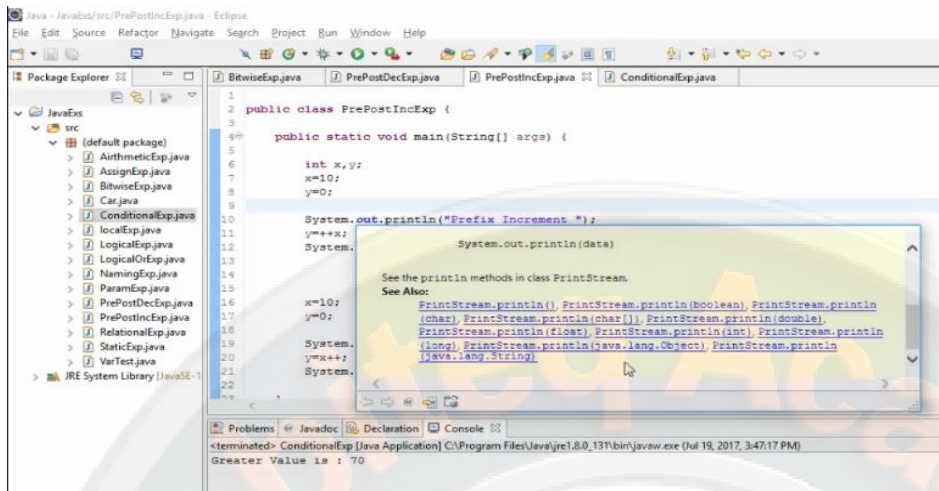 Java - JavaExs/src/PrePostIncExp.java - Eclipse
File Edit Source Refactor Navigate Search Project Run Window Help
Package Explorer
JavaExs
src
(default package)
AirthmeticExp.java
AssignExp.java
BitwiseExp.java
Car.java
ConditionalExp.java
localExp.java
LogicalExp.java
LogicalOrExp.java
NamingExp.java
ParamExp.java
PrePostDecExp.java
PrePostIncExp.java
RelationalExp.java
StaticExp.java
VarTest.java
JRE System Library [JavaSE-1
BitwiseExp.java PrePostDecExp.java PrePostIncExp.java ConditionalExp.java
1
2 public class PrePostIncExp {
3
4 public static void main(String[] args) {
5
6 int x,y;
7 x=10;
8 y=0;
9
10 System.out.println("Prefix Increment ");
11 y=++x;
12 System.
13
14
15
16 x=10;
17 y=0;
18
19 System.
20 y=x++;
21 System.
22
23
System.out.println(data)
See the println methods in class PrintStream.
See Also:
PrintStream.println(), PrintStream.println(boolean), PrintStream.println
(char), PrintStream.println(char[]), PrintStream.println(double),
PrintStream.println(float), PrintStream.println(int), PrintStream.println
(long), PrintStream.println(java.lang.Object), PrintStream.println
(java.lang.String)
Problems Javadoc Declaration Console
<terminated> ConditionalExp [Java Application] C:\Program Files\Java\jre1.8.0_131\bin\javaw.exe (Jul 19, 2017, 3:47:17 PM)
Greater Value is : 70